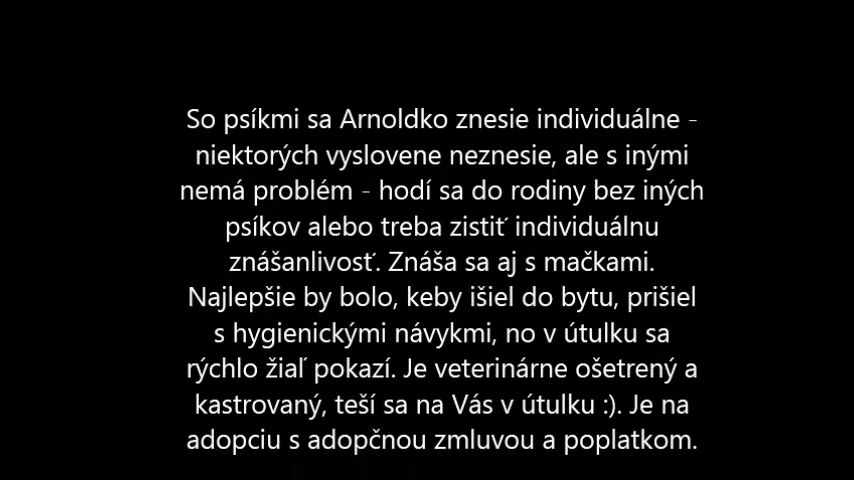 So psíkmi sa Arnoldko znesie individuálne -
niektorých vyslovene neznesie, ale s inými
nemá problém - hodí sa do rodiny bez iných
psíkov alebo treba zistiť individuálnu
znášanlivosť. Znáša sa aj s mačkami.
Najlepšie by bolo, keby išiel do bytu, prišiel
s hygienickými návykmi, no v útulku sa
rýchlo žiaľ pokazí. Je veterinárne ošetrený a
kastrovaný, teší sa na Vás v útulku :). Je na
adopciu s adopčnou zmluvou a poplatkom.